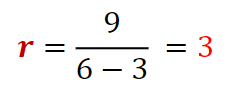 r = 9 / (6 − 3) = 3